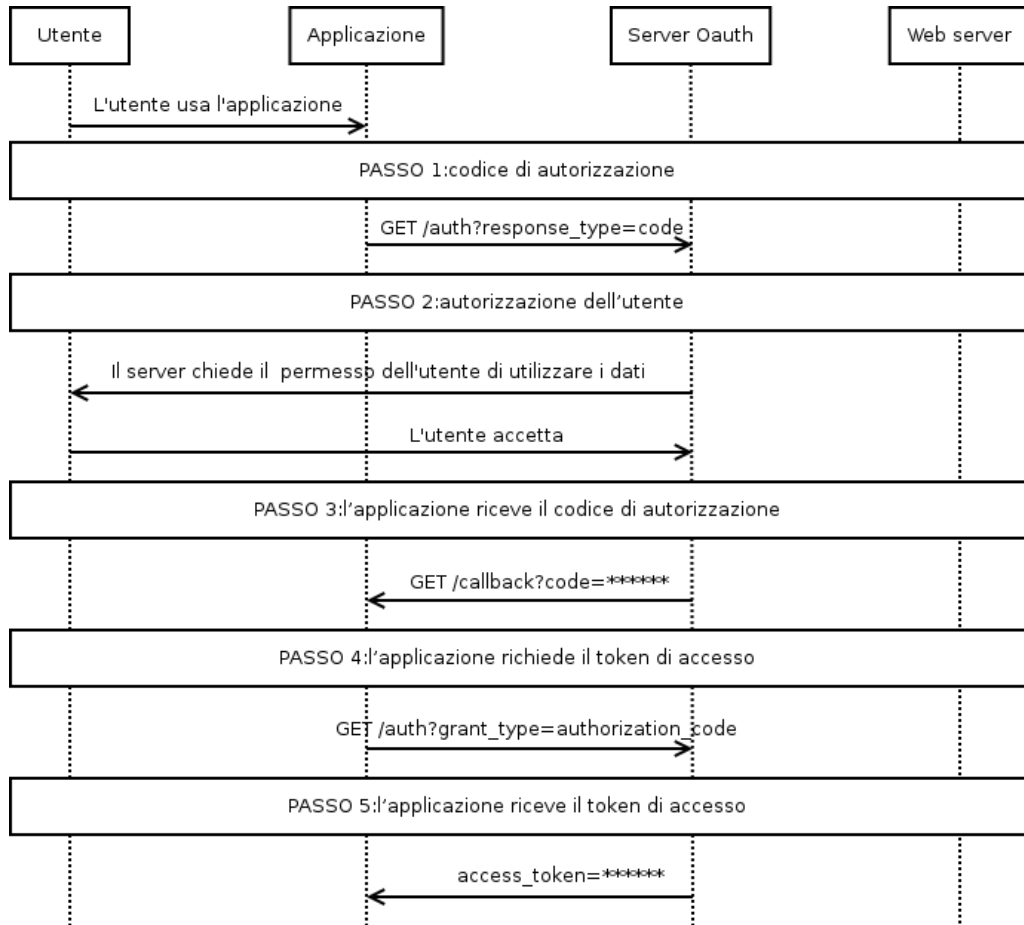 Utente
Applicazione
Server Oauth
Web server
L'utente usa l'applicazione
PASSO 1:codice di autorizzazione
GET /auth?response_type=code
PASSO 2:autorizzazione dell’utente
Il server chiede il  permesso dell'utente di utilizzare i dati
L'utente accetta
PASSO 3:l’applicazione riceve il codice di autorizzazione
GET /callback?code=******
PASSO 4:l’applicazione richiede il token di accesso
GET /auth?grant_type=authorization_code
PASSO 5:l’applicazione riceve il token di accesso
access_token=******